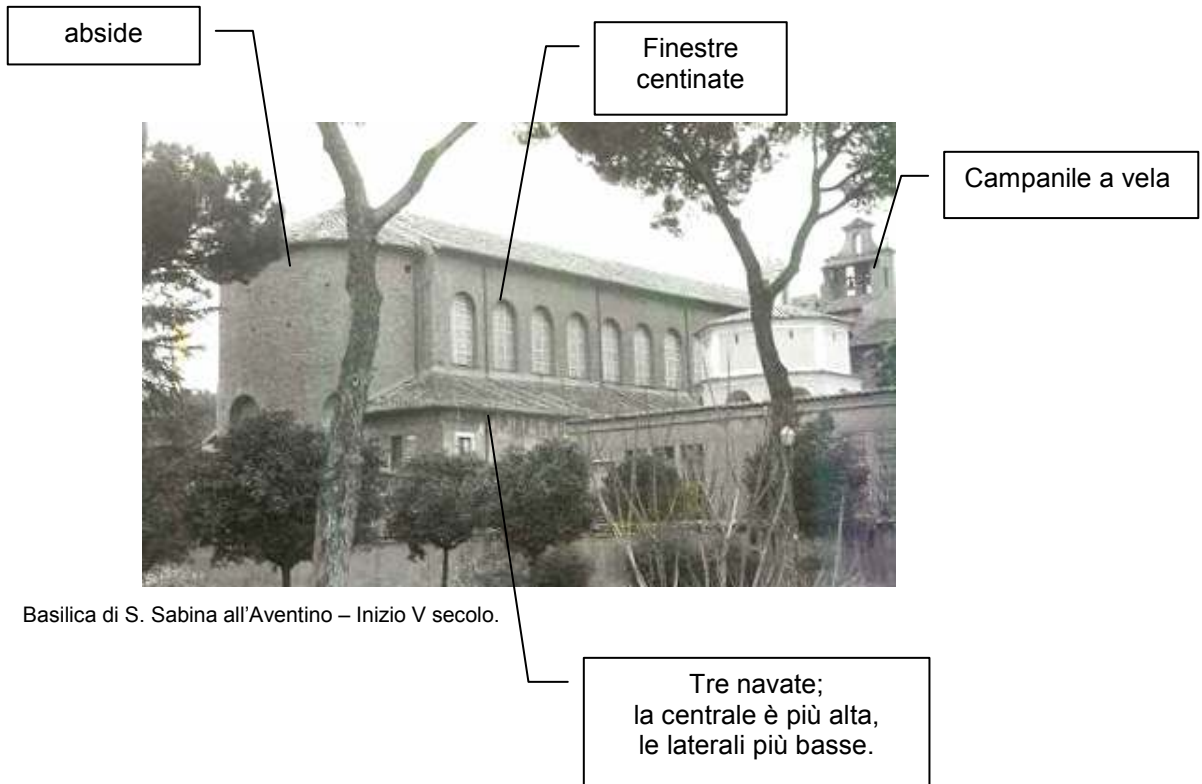 abside
Finestre
centinate
Campanile a vela
Basilica di S. Sabina all'Aventino – Inizio V secolo.
Tre navate;
la centrale è più alta,
le laterali più basse.